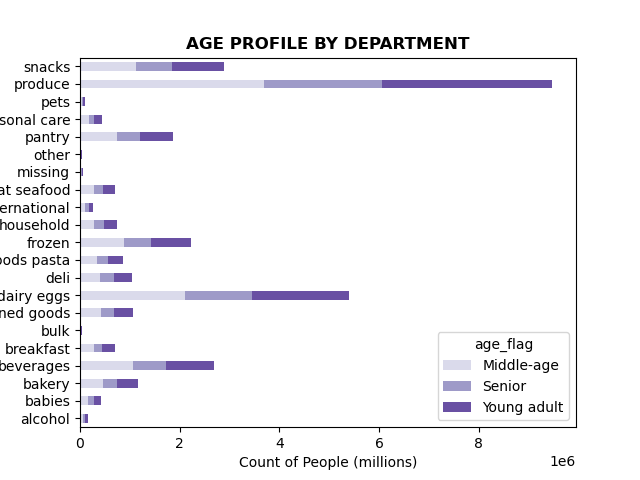 AGE PROFILE BY DEPARTMENT
snacks
produce
pets
sonal care
pantry
other
missing
at seafood
ernational
household
frozen
oods pasta
deli
dairy eggs
ned goods
bulk
breakfast
beverages
bakery
babies
alcohol
age_flag
Middle-age
Senior
Young adult
0 2 4 6 8
Count of People (millions)
1e6